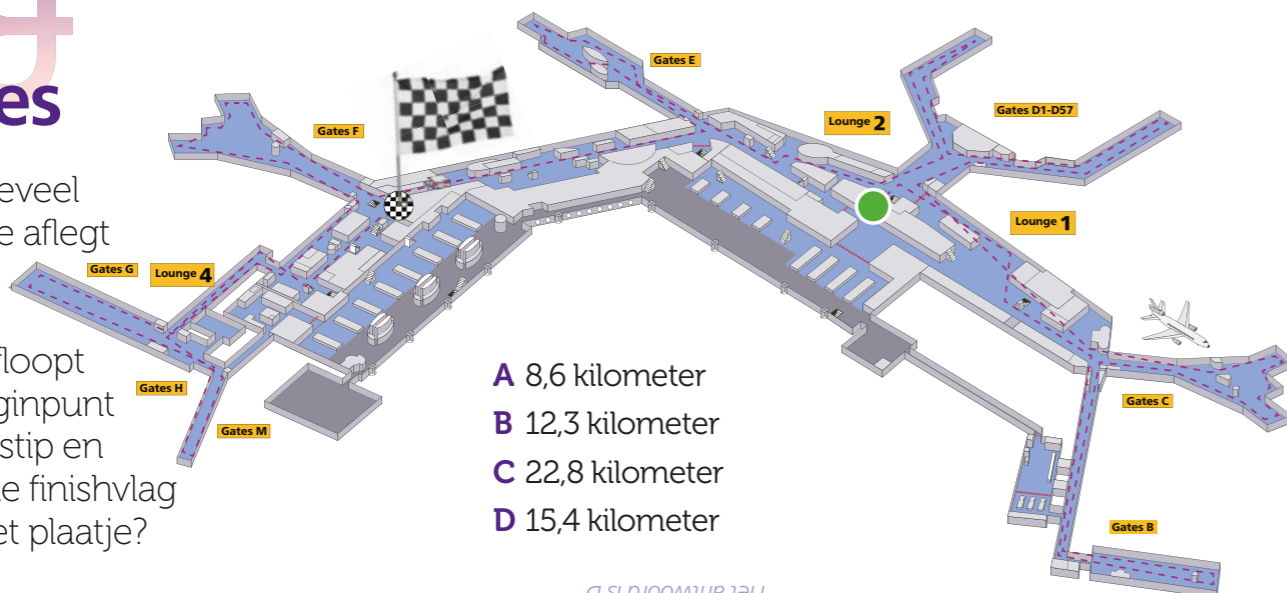 es
eveel
e aflegt
floopt
ginpunt
stip en
e finishvlag
et plaatje?
Gates E
Gates F
Lounge 2
Gates D1-D57
Lounge 1
Gates G
Lounge 4
Gates H
Gates M
Gates C
Gates B
A 8,6 kilometer
B 12,3 kilometer
C 22,8 kilometer
D 15,4 kilometer